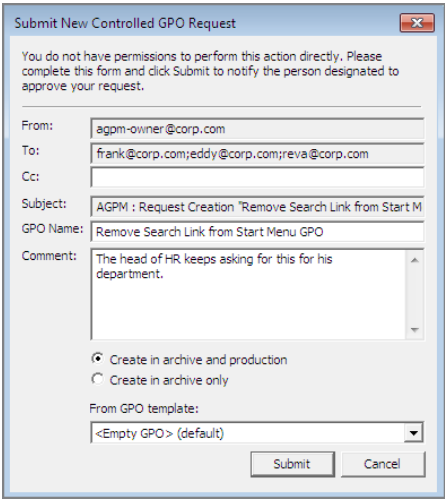 Submit New Controlled GPO Request
You do not have permissions to perform this action directly. Please
complete this form and click Submit to notify the person designated to
approve your request.
From: agpm-owner@corp.com
To: frank@corp.com;eddy@corp.com;reva@corp.com
Cc:
Subject: AGPM : Request Creation "Remove Search Link from Start M
GPO Name: Remove Search Link from Start Menu GPO
Comment: The head of HR keeps asking for this for his
department.
Create in archive and production
Create in archive only
From GPO template:
<Empty GPO> (default)
Submit Cancel